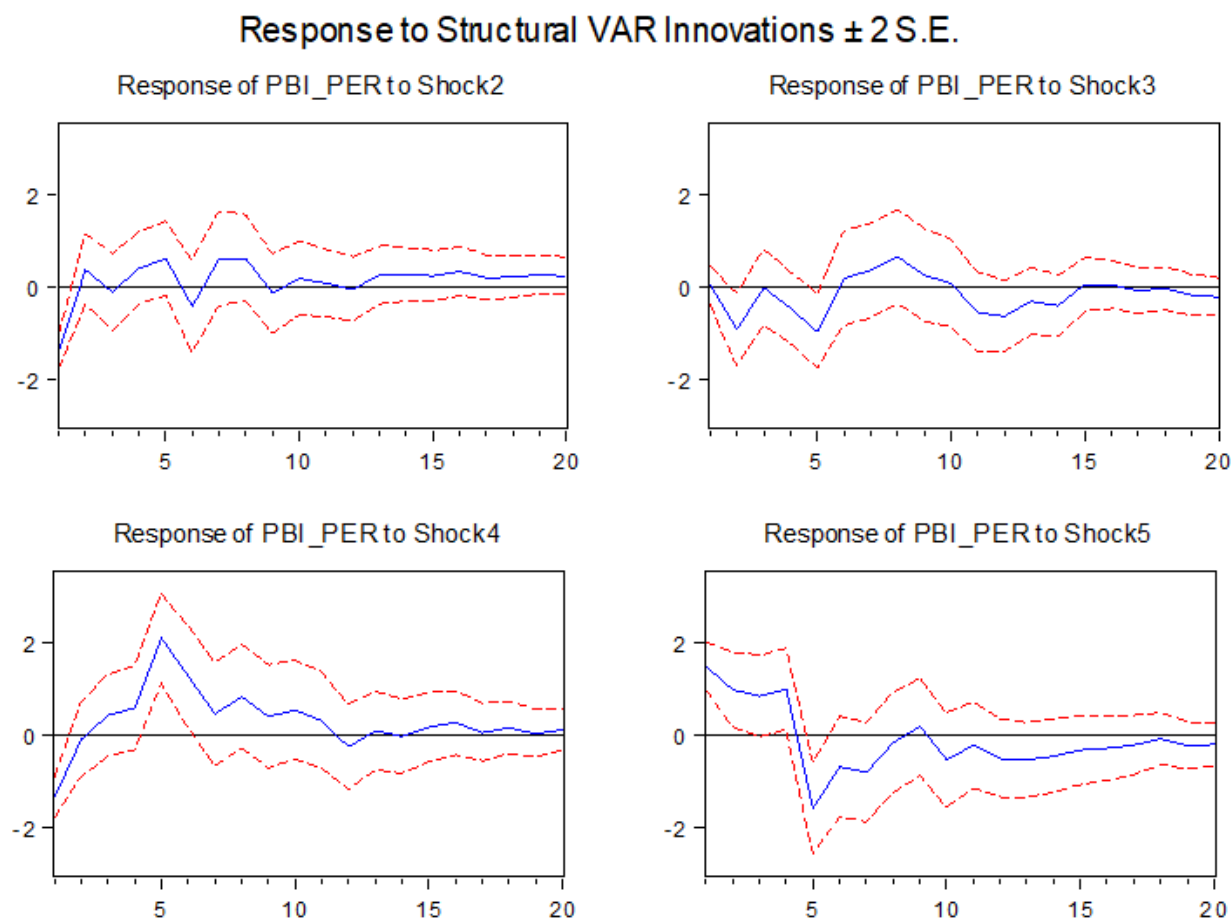 Response to Structural VAR Innovations ± 2 S.E.
Response of PBI_PER to Shock2
2
0
-2
5 10 15 20
Response of PBI_PER to Shock3
2
0
-2
5 10 15 20
Response of PBI_PER to Shock4
2
0
-2
5 10 15 20
Response of PBI_PER to Shock5
2
0
-2
5 10 15 20